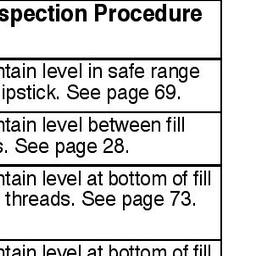 spection Procedure
ntain level in safe range
ipstick. See page 69.
ntain level between fill
s. See page 28.
ntain level at bottom of fill
threads. See page 73.
ntain level at bottom of fill